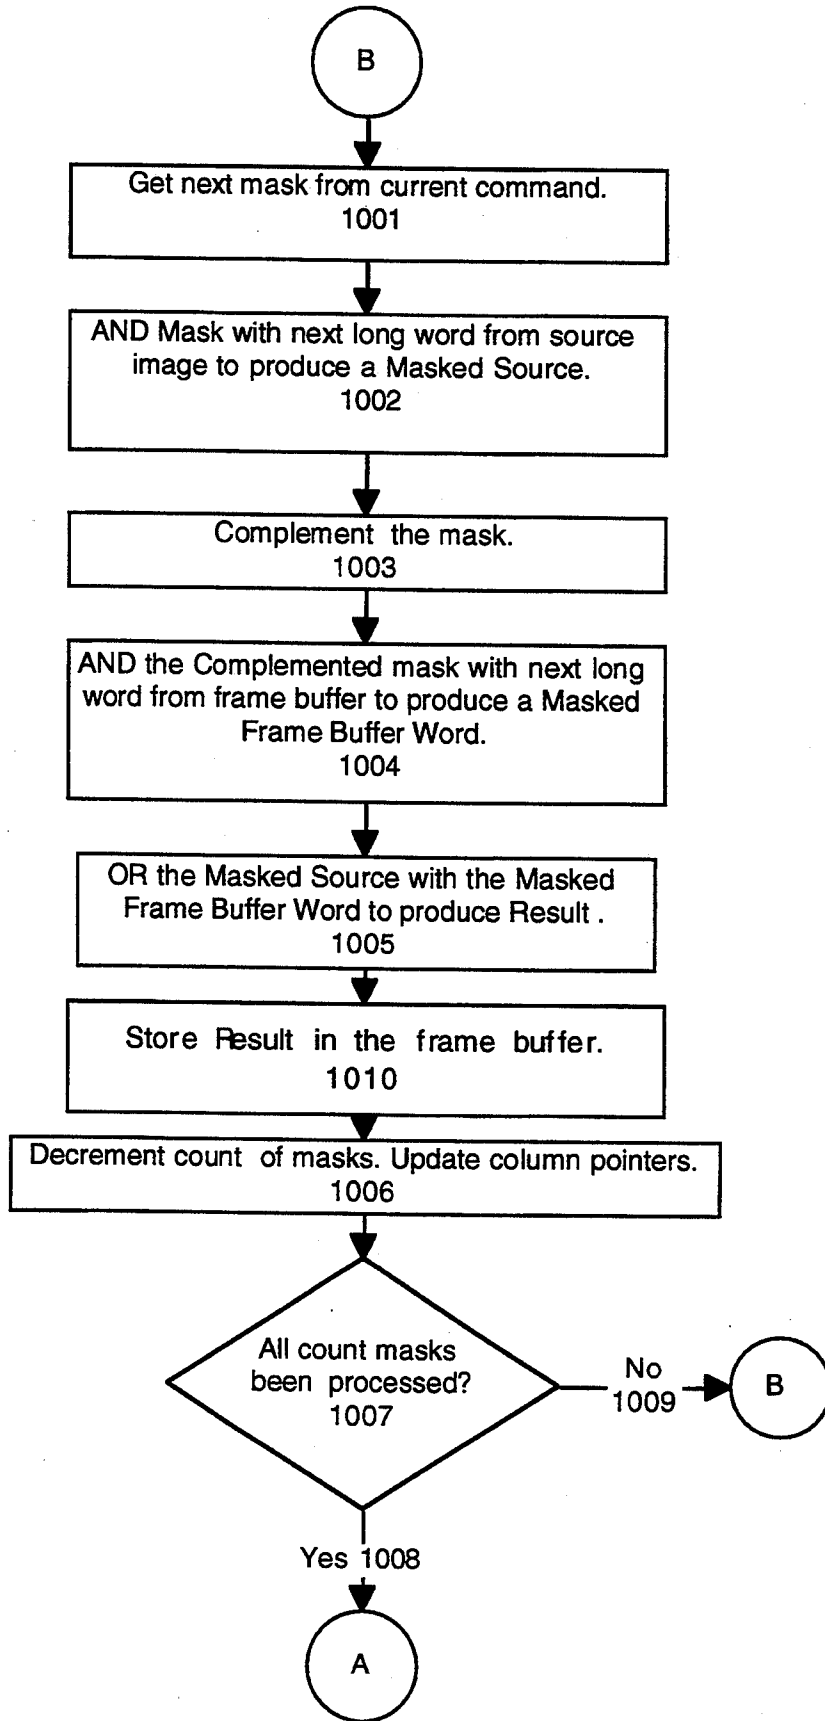 B
Get next mask from current command.
1001
AND Mask with next long word from source
image to produce a Masked Source.
1002
Complement the mask.
1003
AND the Complemented mask with next long
word from frame buffer to produce a Masked
Frame Buffer Word.
1004
OR the Masked Source with the Masked
Frame Buffer Word to produce Result .
1005
Store Result in the frame buffer.
1010
Decrement count of masks. Update column pointers.
1006
All count masks
been processed?
1007
No
1009
B
Yes 1008
A